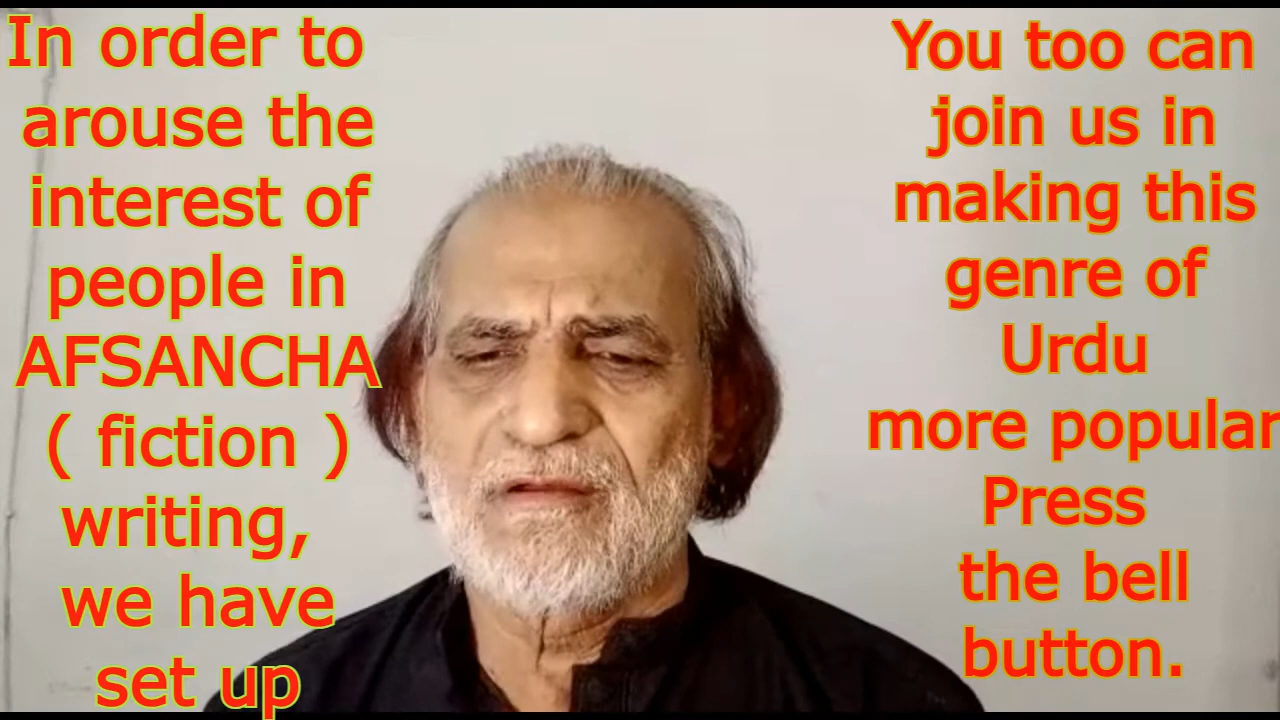 In order to
arouse the
interest of
people in
AFSANCHA
( fiction )
writing,
we have
set up
You too can
join us in
making this
genre of
Urdu
more popular
Press
the bell
button.